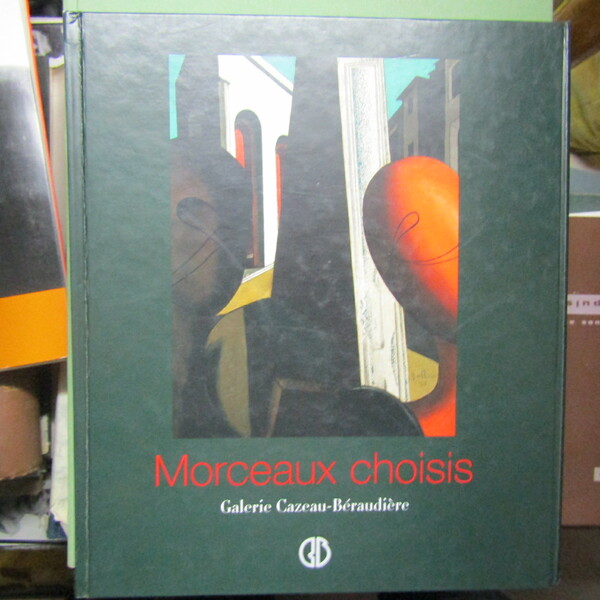 Morceaux choisis
Galerie Cazeau-Béraudière
CB